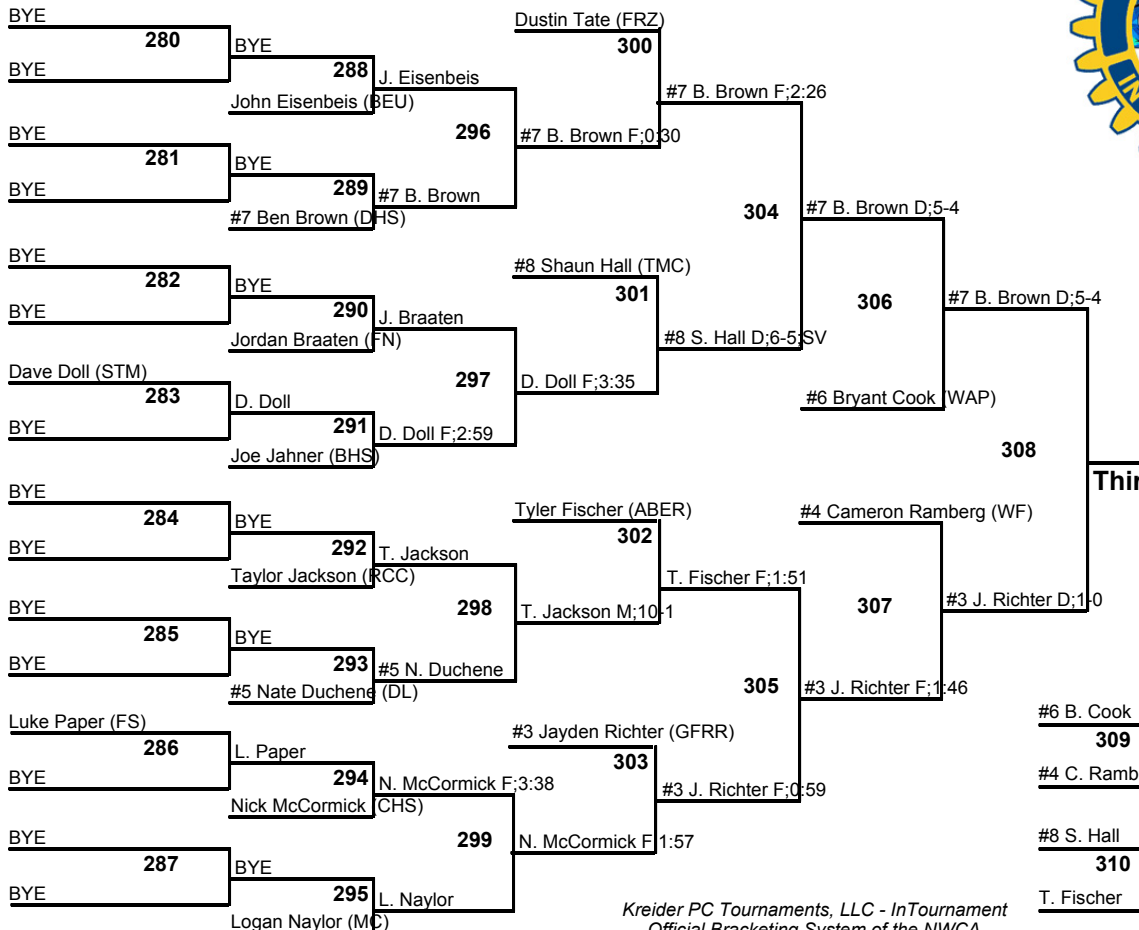 BYE
280
BYE
BYE
288
J. Eisenbeis
John Eisenbeis (BEU)
296
BYE
281
BYE
BYE
289
#7 B. Brown
#7 Ben Brown (DHS)
#7 B. Brown F;0:30
Dustin Tate (FRZ)
300
#7 B. Brown F;2:26
BYE
282
BYE
BYE
290
J. Braaten
Jordan Braaten (FN)
297
Dave Doll (STM)
283
D. Doll
BYE
291
D. Doll F;2:59
Joe Jahner (BHS)
D. Doll F;3:35
#8 Shaun Hall (TMC)
301
#8 S. Hall D;6-5;SV
304
#7 B. Brown D;5-4
306
#6 Bryant Cook (WAP)
#7 B. Brown D;5-4
308
Thir
BYE
284
BYE
BYE
292
T. Jackson
Taylor Jackson (RCC)
298
BYE
285
BYE
BYE
293
#5 N. Duchene
#5 Nate Duchene (DL)
T. Jackson M;10-1
Tyler Fischer (ABER)
302
T. Fischer F;1:51
Luke Paper (FS)
286
L. Paper
BYE
294
N. McCormick F;3:38
Nick McCormick (CHS)
299
BYE
287
BYE
BYE
295
L. Naylor
Logan Naylor (MC)
N. McCormick F;1:57
#3 Jayden Richter (GFRR)
303
#3 J. Richter F;0:59
305
#3 J. Richter F;1:46
#4 Cameron Ramberg (WF)
307
#3 J. Richter D;1-0
#6 B. Cook
309
#4 C. Ramb
#8 S. Hall
310
T. Fischer
Kreider PC Tournaments, LLC - InTournament
Official Bracketing System of the NWCA